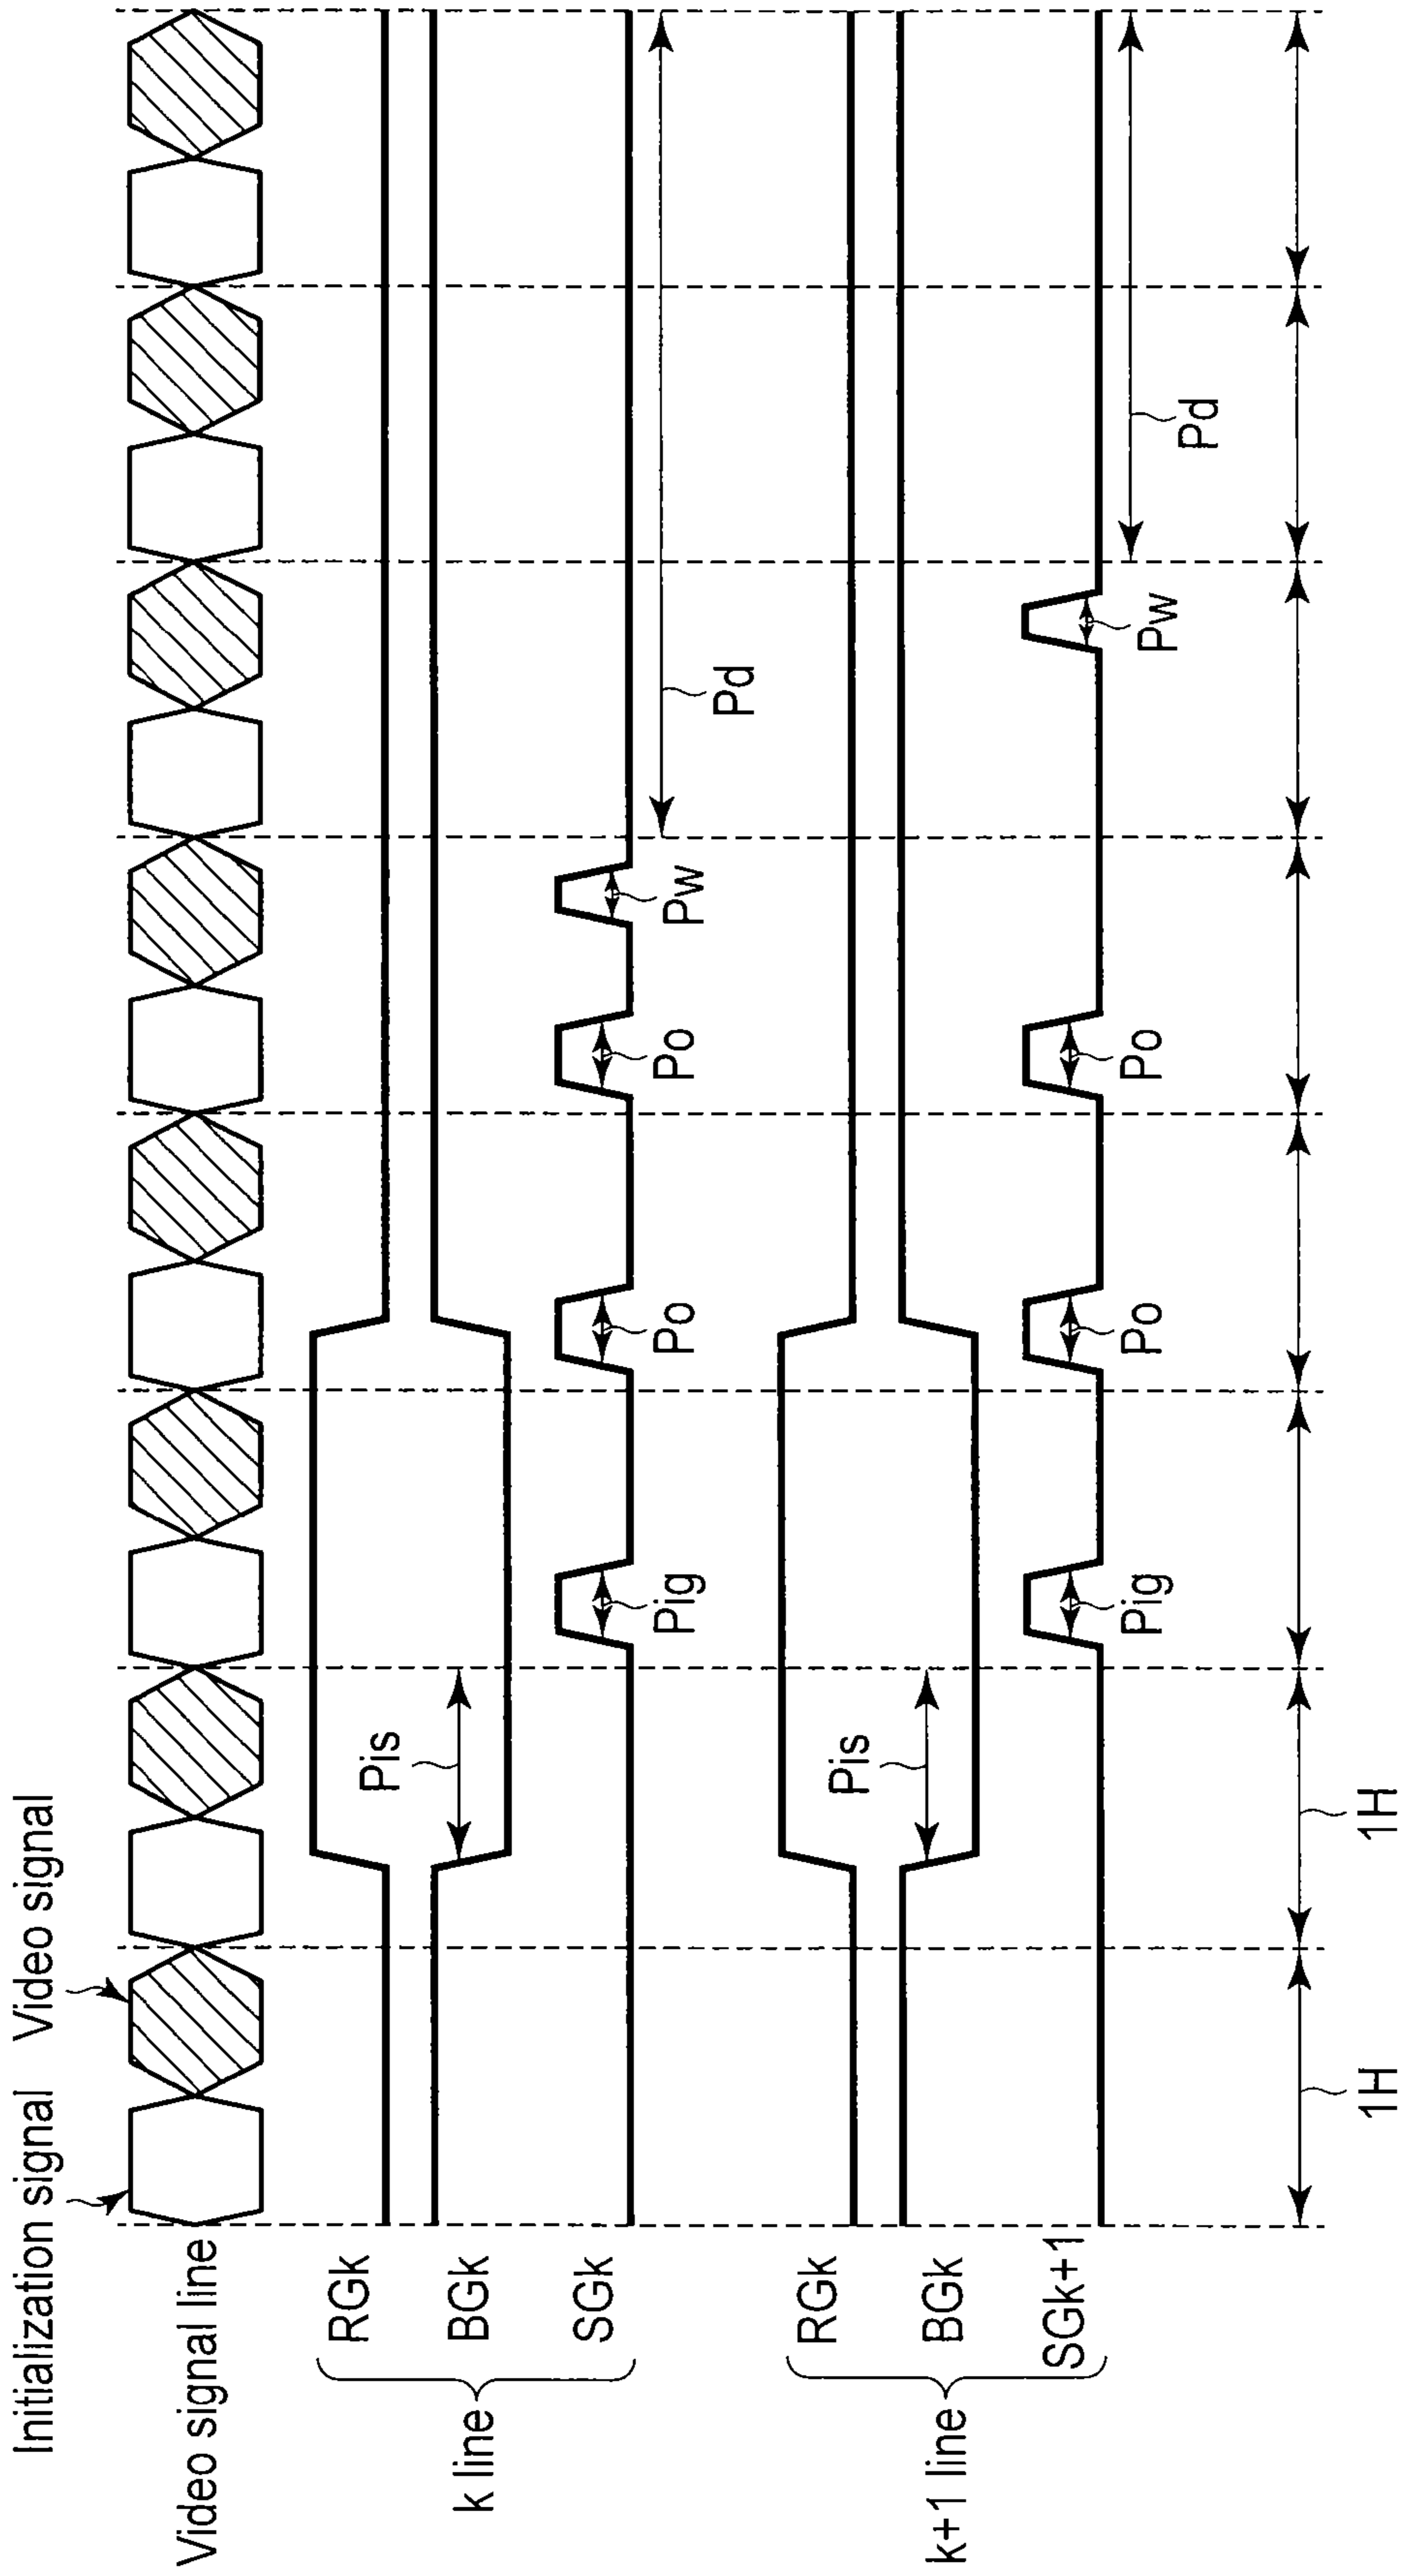 Initialization signal
Video signal
Video signal line
k line
RGk
BGk
SGk
Pis
Pig
Po
Po
Pw
Pd
k+1 line
RGk
BGk
SGk+1
Pis
Pig
Po
Po
Pw
Pd
1H
1H